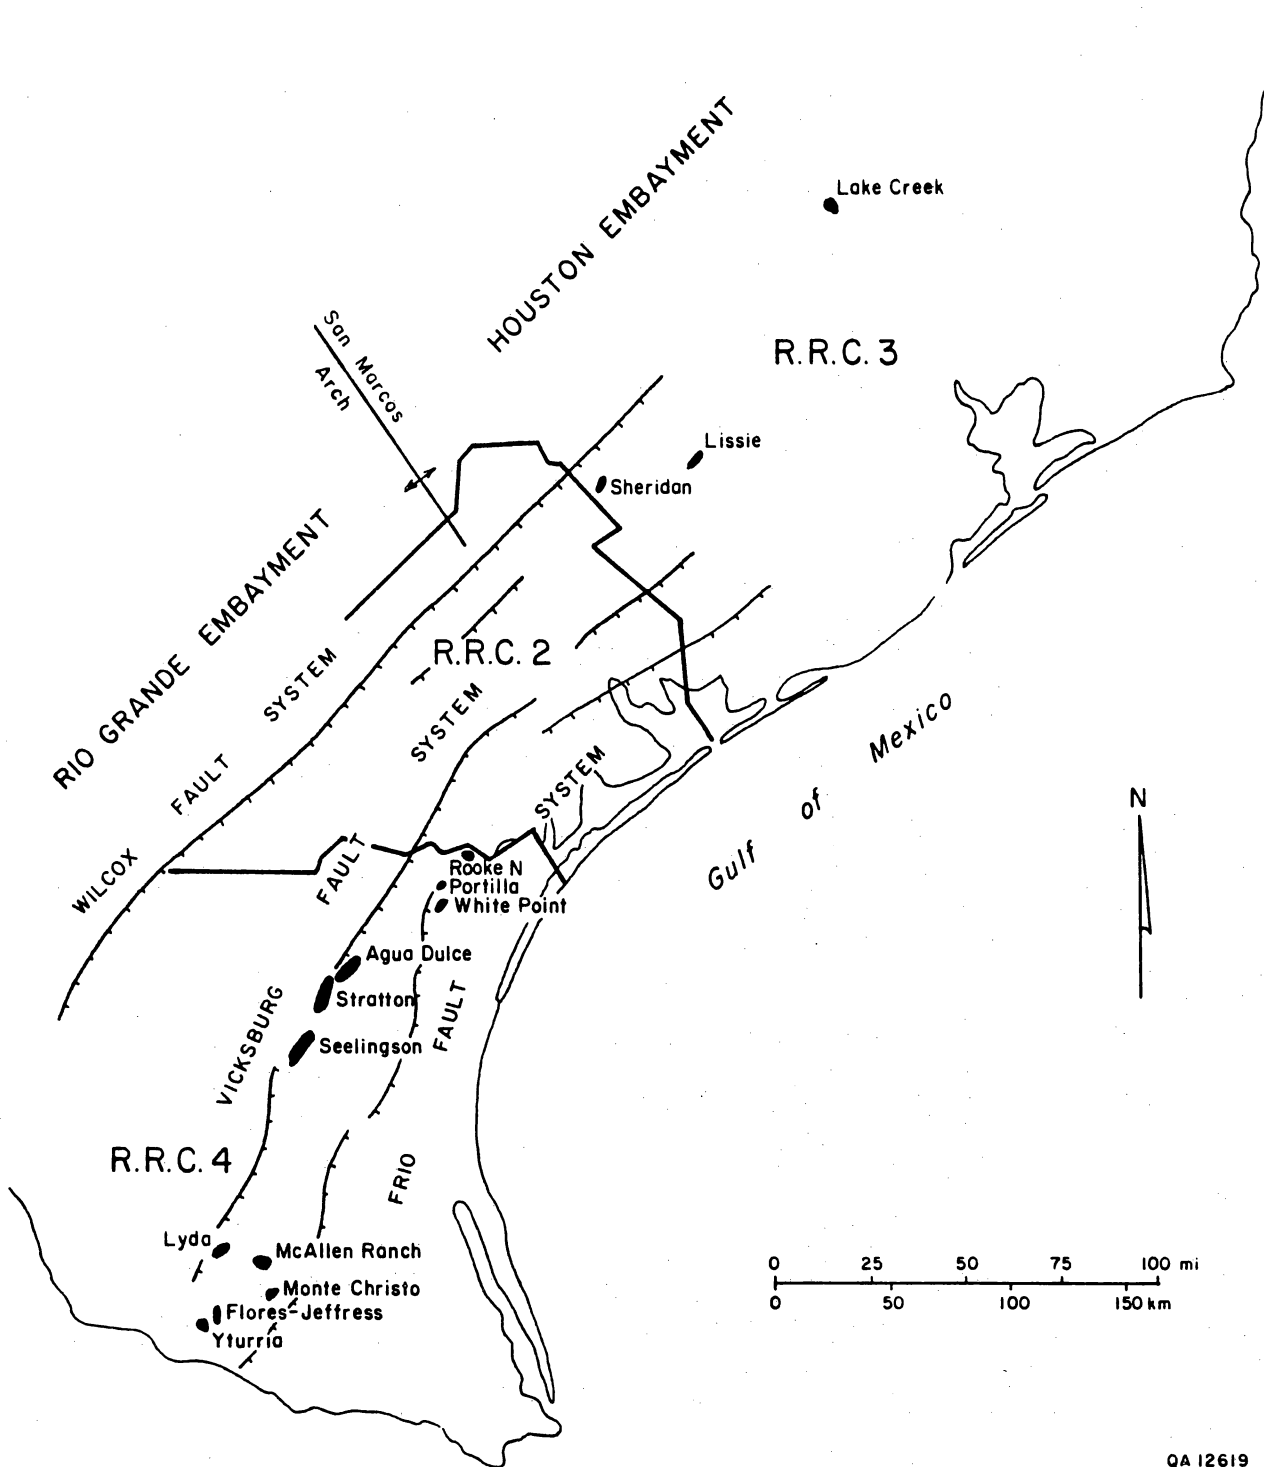 Lake Creek
HOUSTON EMBAYMENT
San Marcos
Arch
R.R.C. 3
Lissie
Sheridan
RIO GRANDE EMBAYMENT
R.R.C. 2
WILCOX FAULT SYSTEM
VICKSBURG FAULT SYSTEM
FRIO FAULT SYSTEM
Gulf of Mexico
N
Rooke N
Portilla
White Point
Agua Dulce
Stratton
Seelingson
R.R.C. 4
Lyda
McAllen Ranch
Monte Christo
Flores-Jeffress
Yturria
0 25 50 75 100 mi
0 50 100 150 km
QA 12619